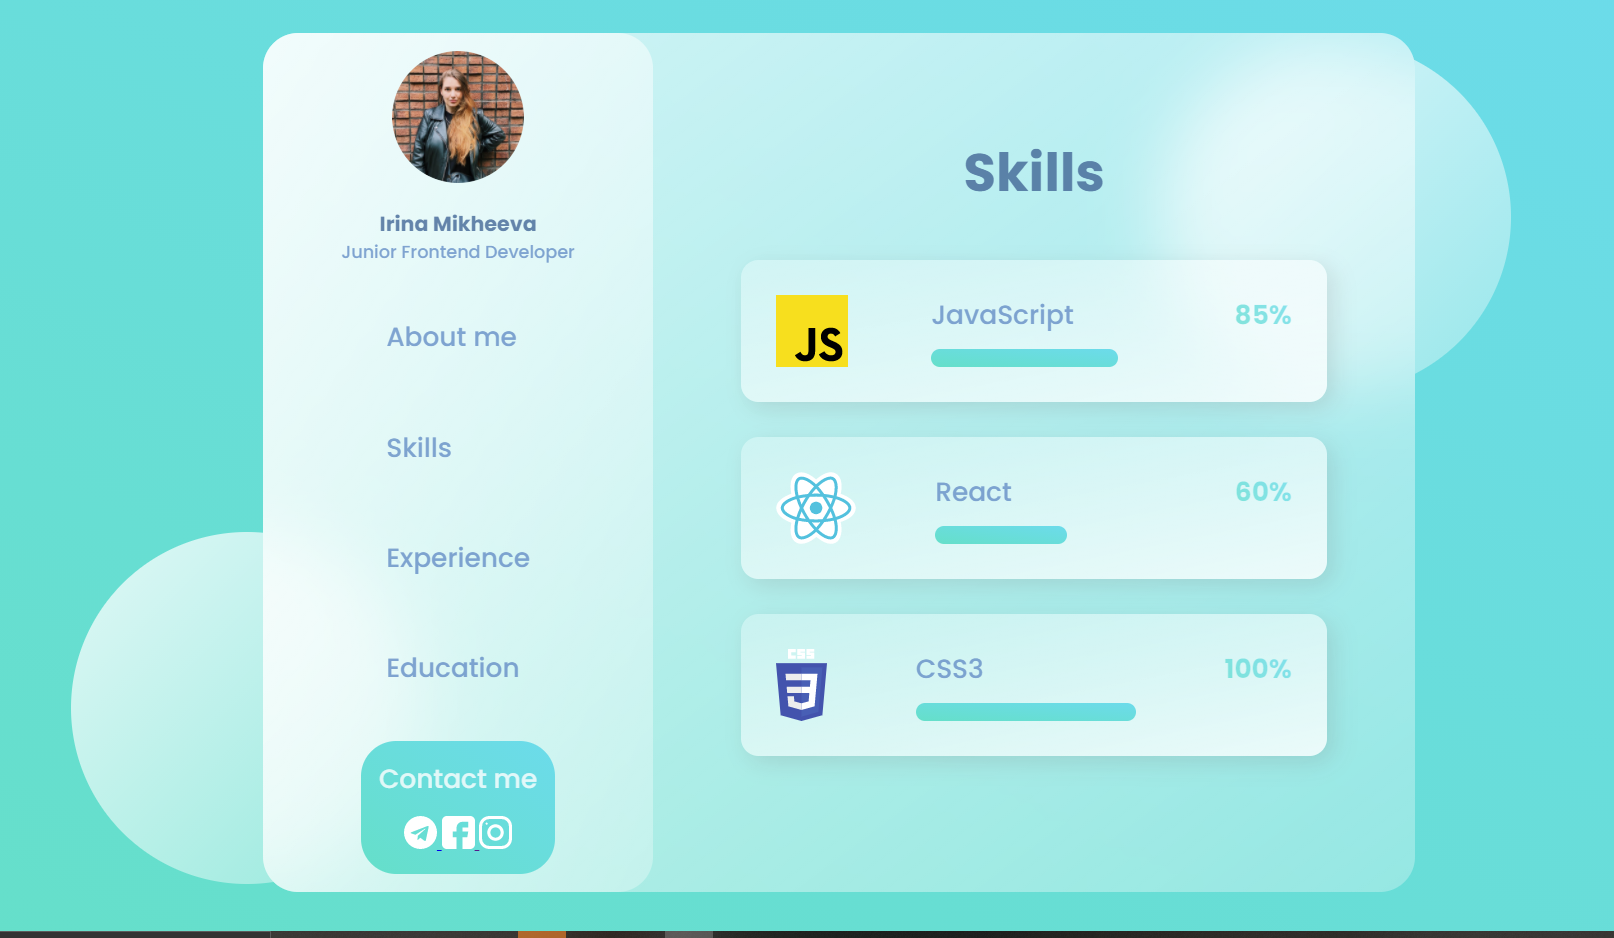 Irina Mikheeva
Junior Frontend Developer
About me
Skills
Experience
Education
Contact me
Skills
JS
JavaScript
85%
React
60%
CSS
3
CSS3
100%